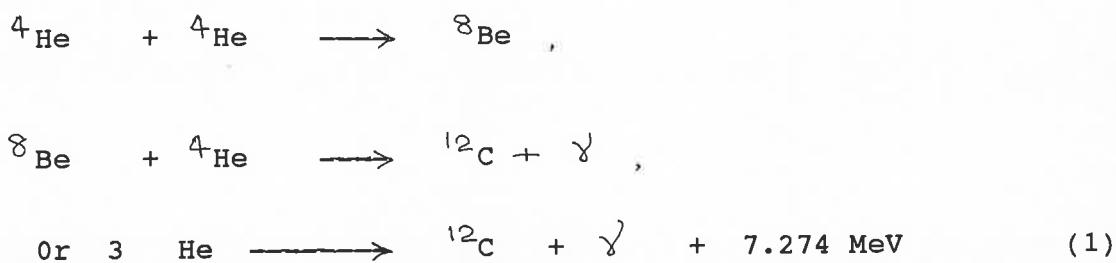 ⁴He + ⁴He ⟶ ⁸Be ,
⁸Be + ⁴He ⟶ ¹²C + γ ,
Or 3 He ⟶ ¹²C + γ + 7.274 MeV (1)